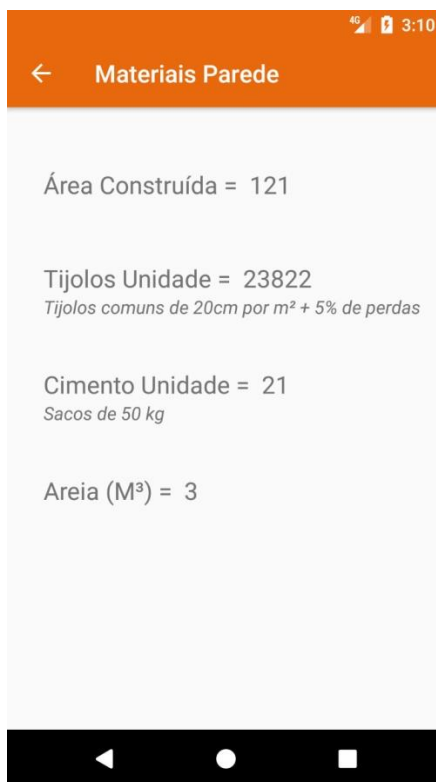 4G 3:10
Materiais Parede
Área Construída = 121
Tijolos Unidade = 23822
Tijolos comuns de 20cm por m² + 5% de perdas
Cimento Unidade = 21
Sacos de 50 kg
Areia (M³) = 3